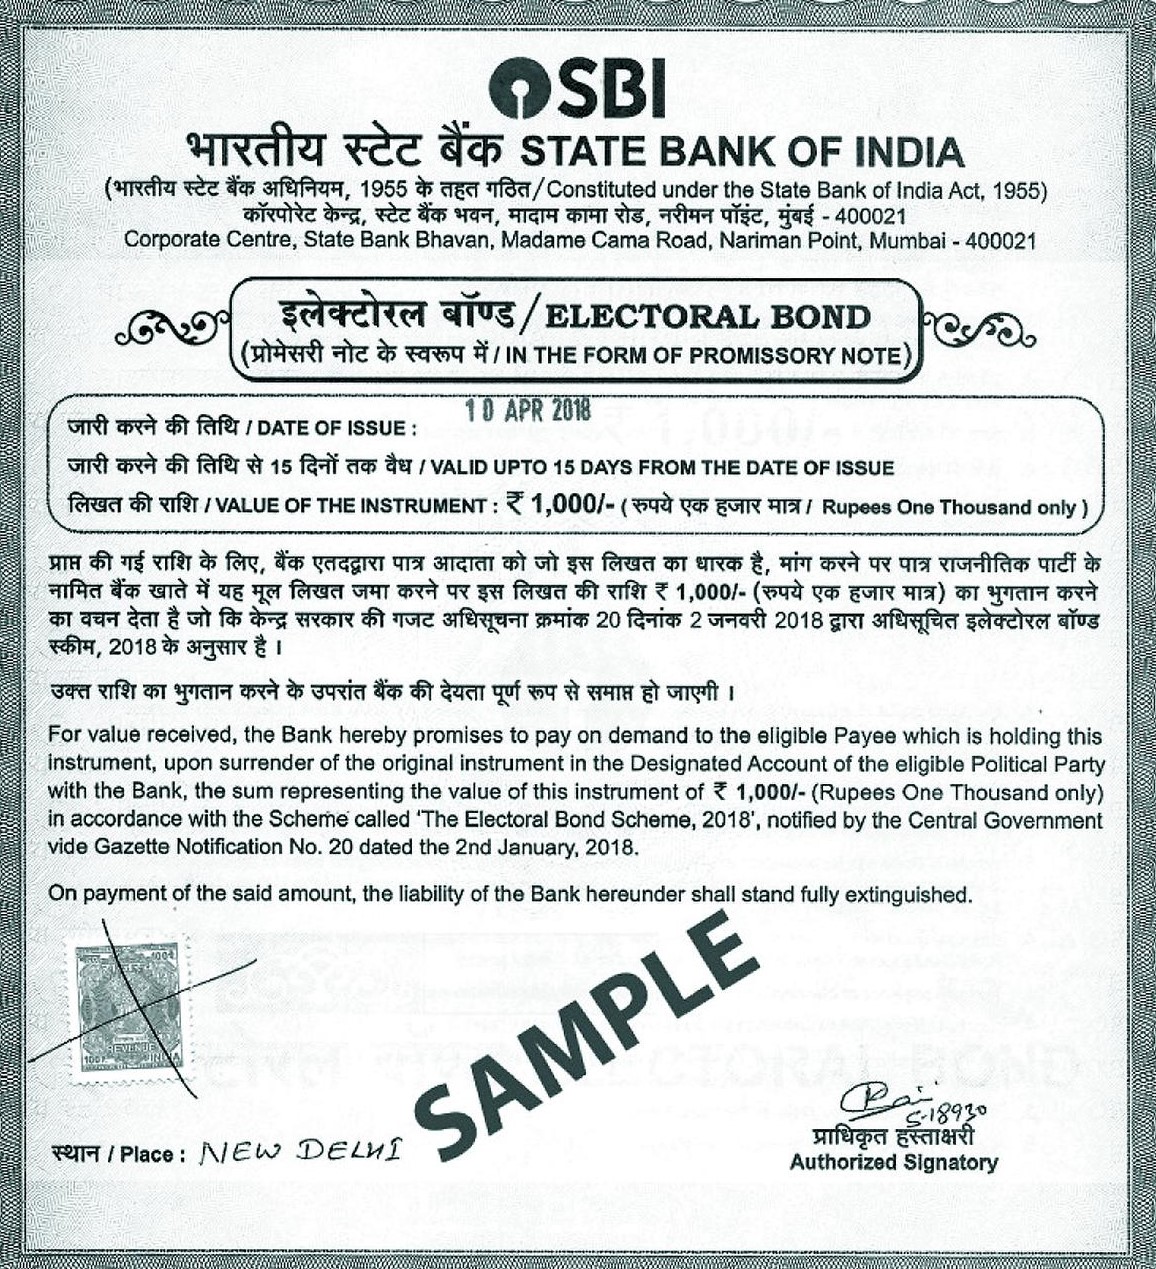 SBI
भारतीय स्टेट बैंक STATE BANK OF INDIA
(भारतीय स्टेट बैंक अधिनियम, 1955 के तहत गठित/Constituted under the State Bank of India Act, 1955)
कॉरपोरेट केन्द्र, स्टेट बैंक भवन, मादाम कामा रोड, नरीमन पॉइंट, मुंबई - 400021
Corporate Centre, State Bank Bhavan, Madame Cama Road, Nariman Point, Mumbai - 400021
इलेक्टोरल बॉण्ड/ELECTORAL BOND
(प्रोमेसरी नोट के स्वरूप में/ IN THE FORM OF PROMISSORY NOTE)
10 APR 2018
जारी करने की तिथि / DATE OF ISSUE :
जारी करने की तिथि से 15 दिनों तक वैध / VALID UPTO 15 DAYS FROM THE DATE OF ISSUE
लिखत की राशि / VALUE OF THE INSTRUMENT : ₹ 1,000/- ( रुपये एक हजार मात्र / Rupees One Thousand only )
प्राप्त की गई राशि के लिए, बैंक एतदद्वारा पात्र आदाता को जो इस लिखत का धारक है, मांग करने पर पात्र राजनीतिक पार्टी के
नामित बैंक खाते में यह मूल लिखत जमा करने पर इस लिखत की राशि ₹ 1,000/- (रुपये एक हजार मात्र) का भुगतान करने
का वचन देता है जो कि केन्द्र सरकार की गजट अधिसूचना क्रमांक 20 दिनांक 2 जनवरी 2018 द्वारा अधिसूचित इलेक्टोरल बॉण्ड
स्कीम, 2018 के अनुसार है ।
उक्त राशि का भुगतान करने के उपरांत बैंक की देयता पूर्ण रूप से समाप्त हो जाएगी ।
For value received, the Bank hereby promises to pay on demand to the eligible Payee which is holding this
instrument, upon surrender of the original instrument in the Designated Account of the eligible Political Party
with the Bank, the sum representing the value of this instrument of ₹ 1,000/- (Rupees One Thousand only)
in accordance with the Scheme called 'The Electoral Bond Scheme, 2018', notified by the Central Government
vide Gazette Notification No. 20 dated the 2nd January, 2018.
On payment of the said amount, the liability of the Bank hereunder shall stand fully extinguished.
SAMPLE
INDIA
S-18930
स्थान / Place : NEW DELHI
प्राधिकृत हस्ताक्षरी
Authorized Signatory